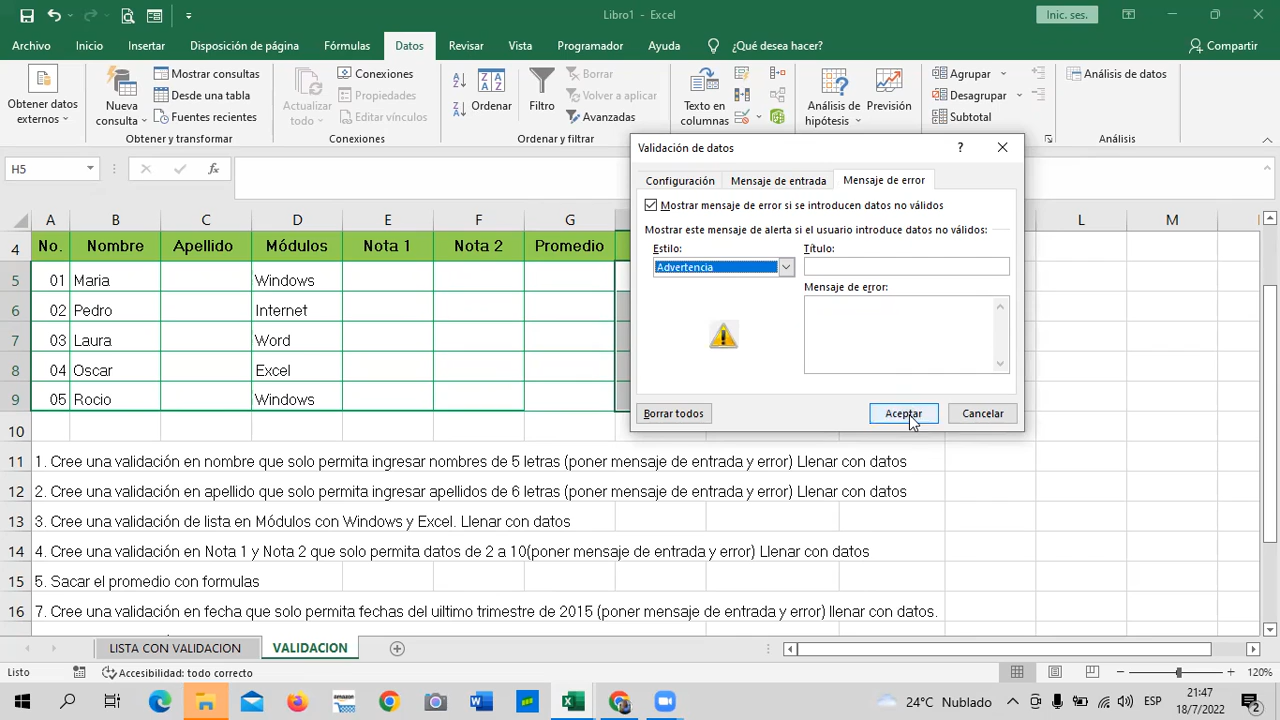 Libro1 - Excel
Inic. ses.
Archivo Inicio Insertar Disposición de página Fórmulas Datos Revisar Vista Programador Ayuda ¿Qué desea hacer? Compartir
Obtener datos externos
Nueva consulta
Mostrar consultas
Desde una tabla
Fuentes recientes
Obtener y transformar
Actualizar todo
Conexiones
Propiedades
Editar vínculos
Conexiones
Ordenar
Filtro
Borrar
Volver a aplicar
Avanzadas
Ordenar y filtrar
Texto en columnas
Análisis de hipótesis
Previsión
Agrupar
Desagrupar
Subtotal
Análisis de datos
Análisis
H5
fx
Validación de datos
?
Configuración Mensaje de entrada Mensaje de error
Mostrar mensaje de error si se introducen datos no válidos
Mostrar este mensaje de alerta si el usuario introduce datos no válidos:
Estilo: Título:
Advertencia
Mensaje de error:
Borrar todos Aceptar Cancelar
A B C D E F G L M
4 No. Nombre Apellido Módulos Nota 1 Nota 2 Promedio
5 01 Maria Windows
6 02 Pedro Internet
7 03 Laura Word
8 04 Oscar Excel
9 05 Rocio Windows
10
11 1. Cree una validación en nombre que solo permita ingresar nombres de 5 letras (poner mensaje de entrada y error) Llenar con datos
12 2. Cree una validación en apellido que solo permita ingresar apellidos de 6 letras (poner mensaje de entrada y error) Llenar con datos
13 3. Cree una validación de lista en Módulos con Windows y Excel. Llenar con datos
14 4. Cree una validación en Nota 1 y Nota 2 que solo permita datos de 2 a 10(poner mensaje de entrada y error) Llenar con datos
15 5. Sacar el promedio con formulas
16 7. Cree una validación en fecha que solo permita fechas del uiltimo trimestre de 2015 (poner mensaje de entrada y error) llenar con datos.
LISTA CON VALIDACION VALIDACION
Listo Accesibilidad: todo correcto 120%
24°C Nublado ESP
21:47
18/7/2022
2